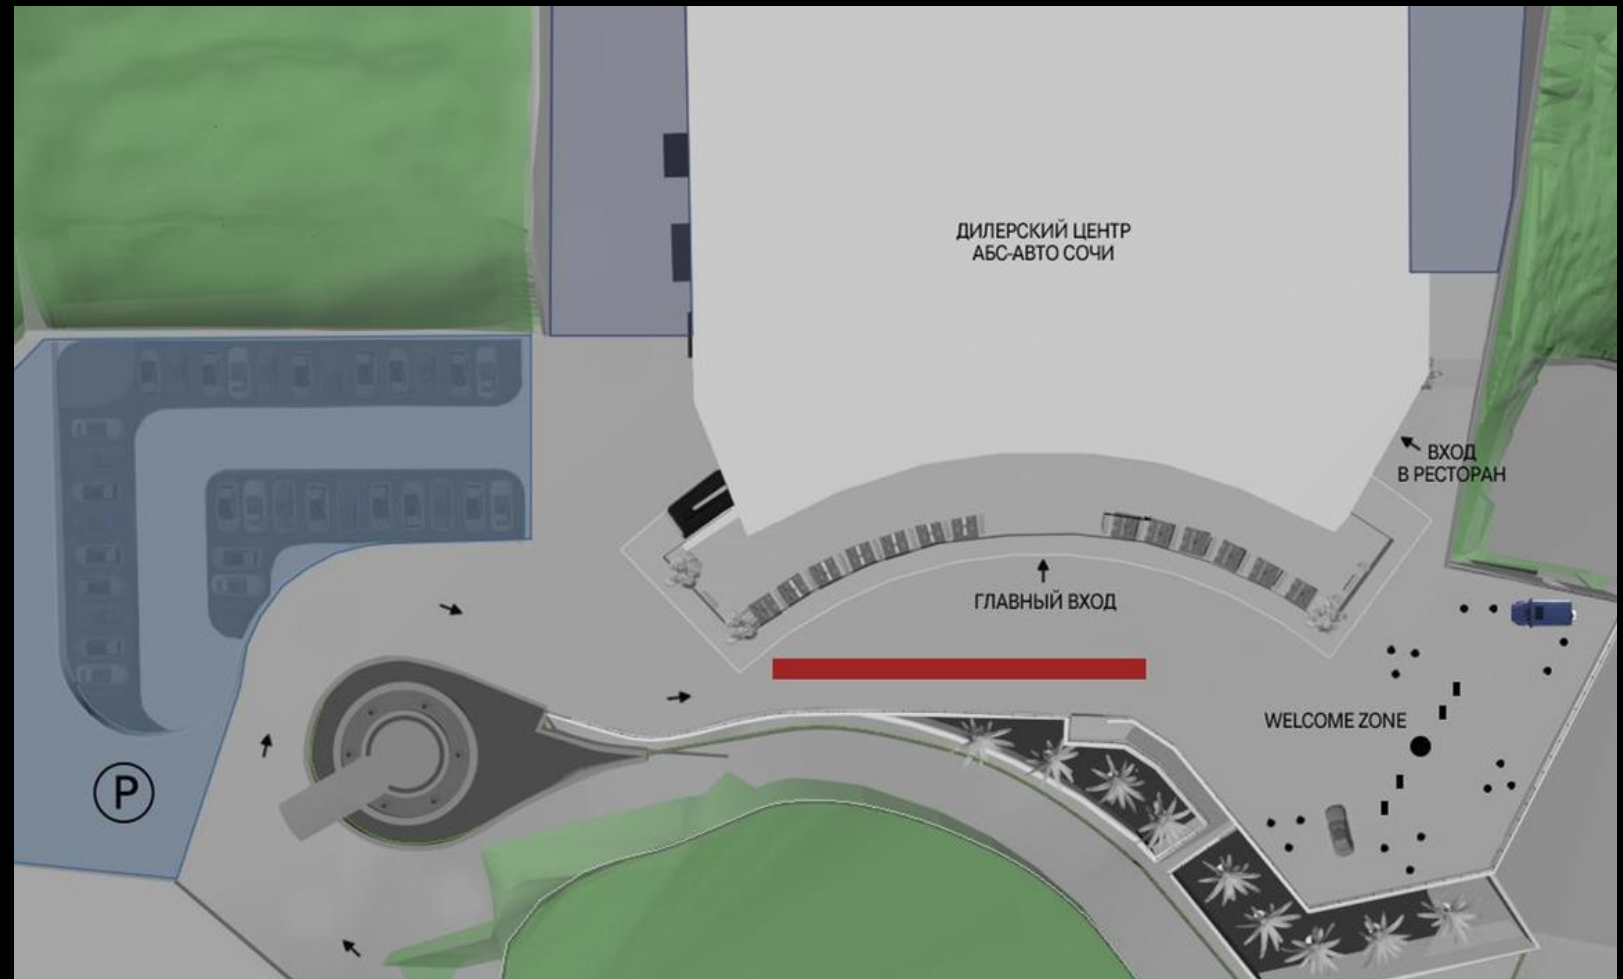 ДИЛЕРСКИЙ ЦЕНТР
АБС-АВТО СОЧИ
ВХОД
В РЕСТОРАН
ГЛАВНЫЙ ВХОД
WELCOME ZONE
P